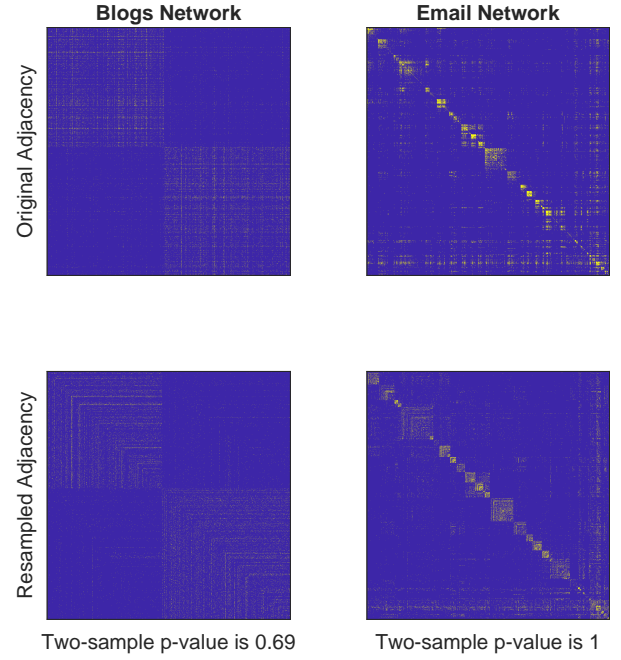 Blogs Network
Email Network
Original Adjacency
Resampled Adjacency
Two-sample p-value is 0.69
Two-sample p-value is 1